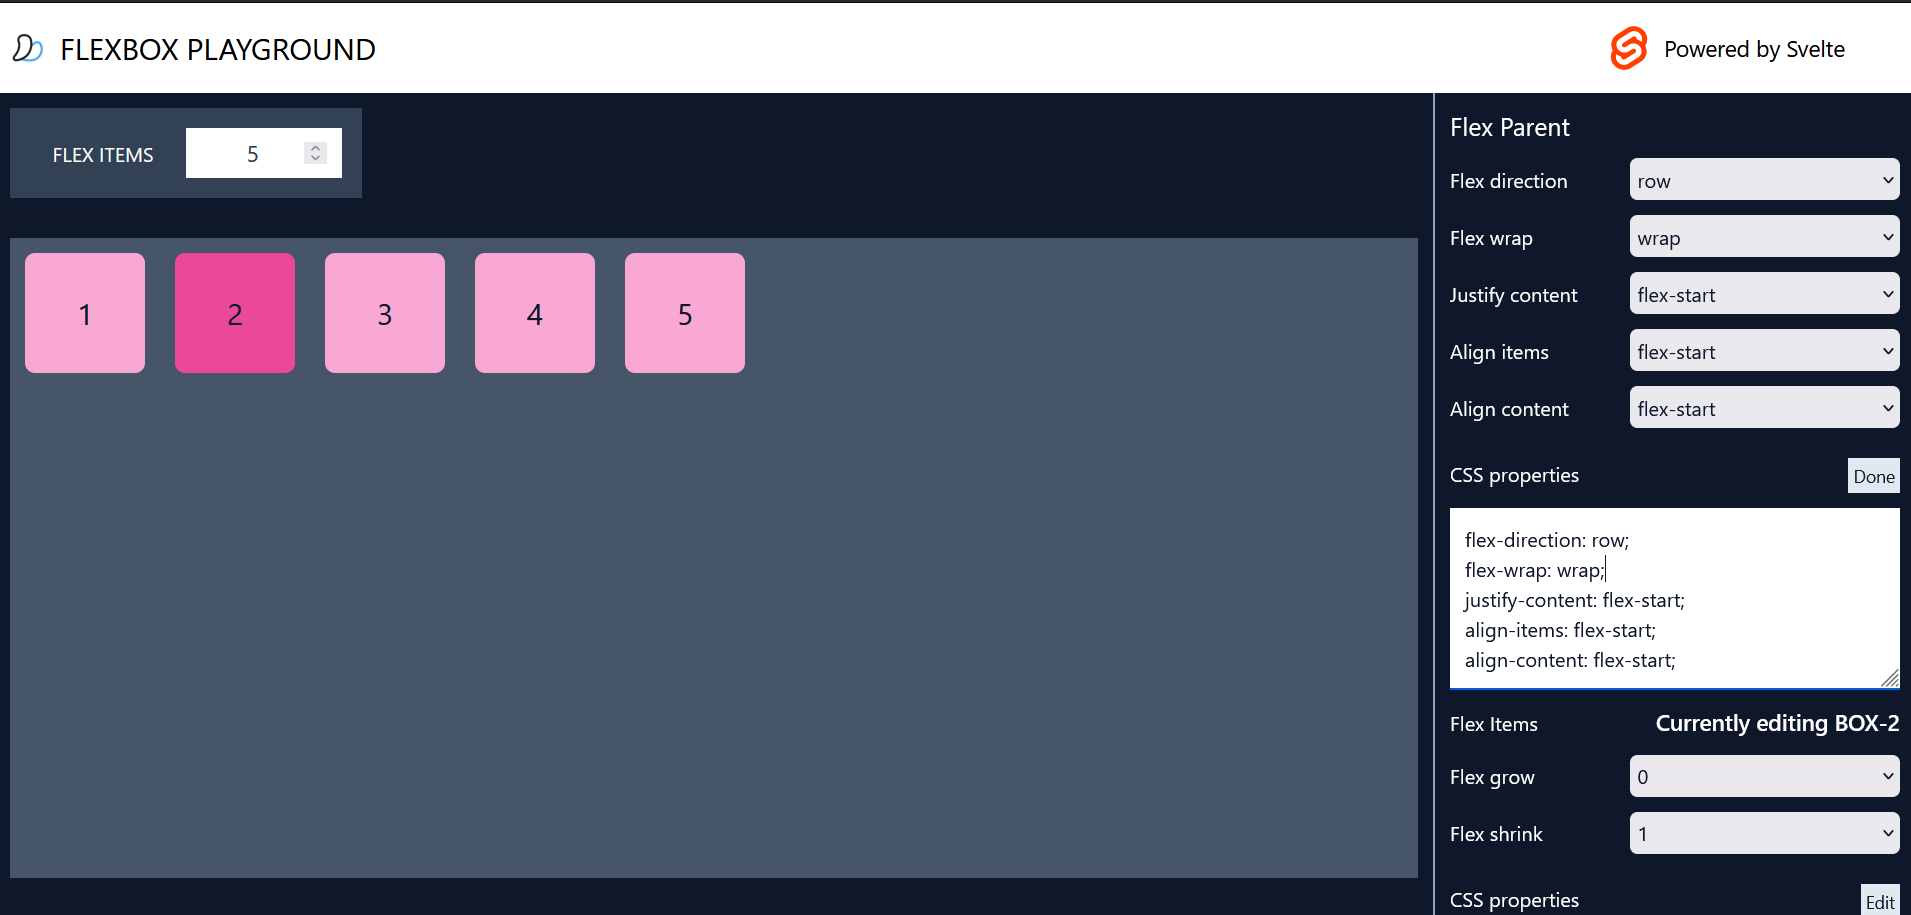 FLEXBOX PLAYGROUND
Powered by Svelte
FLEX ITEMS 5
1 2 3 4 5
Flex Parent
Flex direction row
Flex wrap wrap
Justify content flex-start
Align items flex-start
Align content flex-start
CSS properties Done
flex-direction: row;
flex-wrap: wrap;
justify-content: flex-start;
align-items: flex-start;
align-content: flex-start;
Flex Items Currently editing BOX-2
Flex grow 0
Flex shrink 1
CSS properties Edit